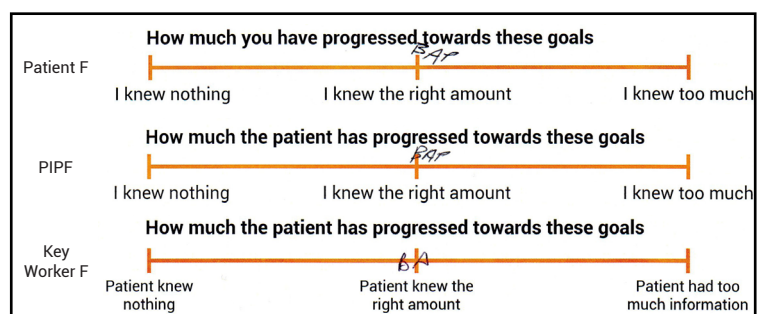 How much you have progressed towards these goals
BAP
Patient F
I knew nothing I knew the right amount I knew too much
How much the patient has progressed towards these goals
BAP
PIPF
I knew nothing I knew the right amount I knew too much
How much the patient has progressed towards these goals
Key
Worker F
BA
Patient knew Patient knew the Patient had too
nothing right amount much information